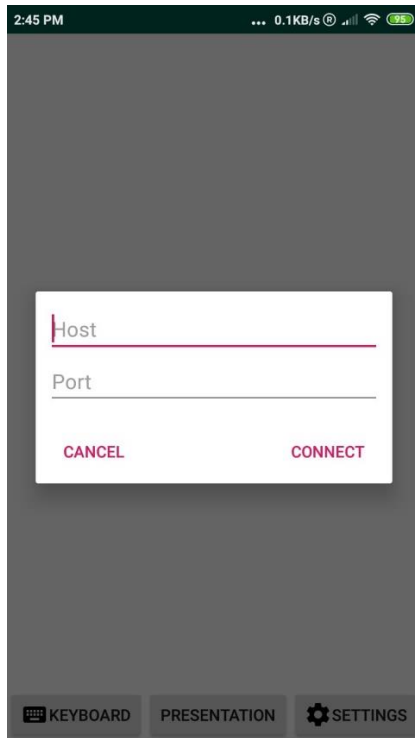 2:45 PM ... 0.1KB/s R 95
Host
Port
CANCEL CONNECT
KEYBOARD PRESENTATION SETTINGS